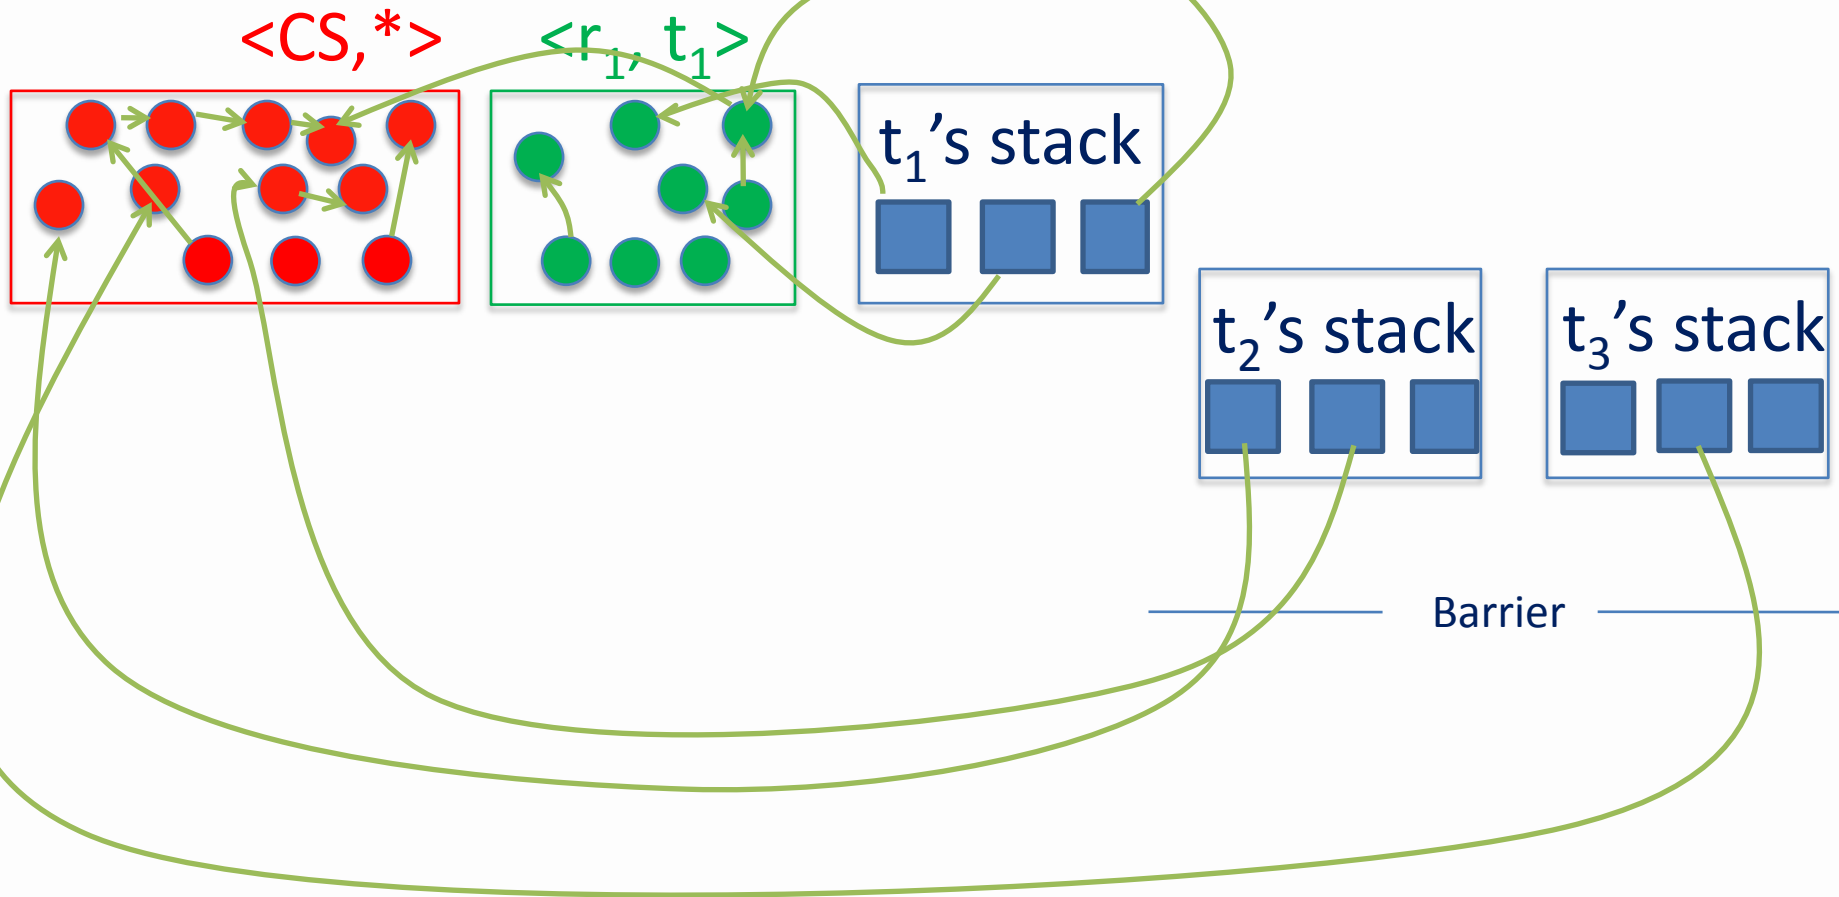 <CS,*>
<r₁, t₁>
t₁’s stack
t₂’s stack
t₃’s stack
Barrier